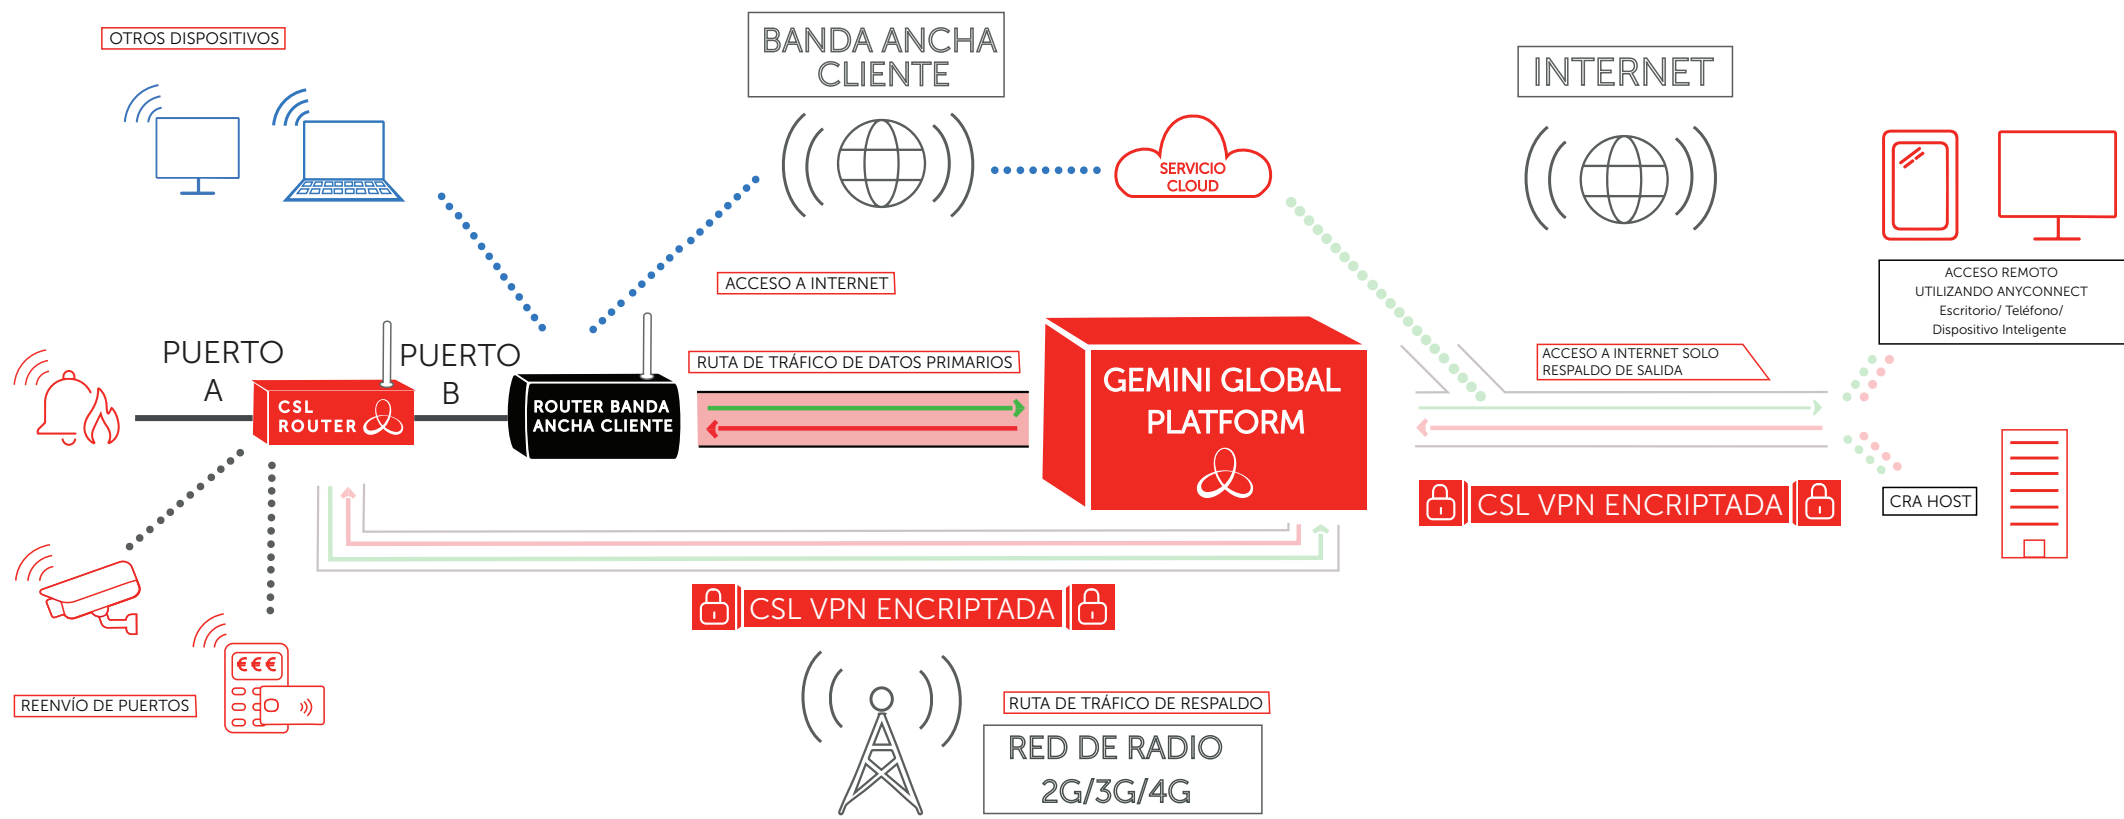 OTROS DISPOSITIVOS
BANDA ANCHA
CLIENTE
INTERNET
SERVICIO
CLOUD
ACCESO A INTERNET
ACCESO REMOTO
UTILIZANDO ANYCONNECT
Escritorio/ Teléfono/
Dispositivo Inteligente
PUERTO
A
PUERTO
B
CSL
ROUTER
ROUTER BANDA
ANCHA CLIENTE
RUTA DE TRÁFICO DE DATOS PRIMARIOS
GEMINI GLOBAL
PLATFORM
ACCESO A INTERNET SOLO
RESPALDO DE SALIDA
CSL VPN ENCRIPTADA
CRA HOST
CSL VPN ENCRIPTADA
€€€
REENVÍO DE PUERTOS
RUTA DE TRÁFICO DE RESPALDO
RED DE RADIO
2G/3G/4G